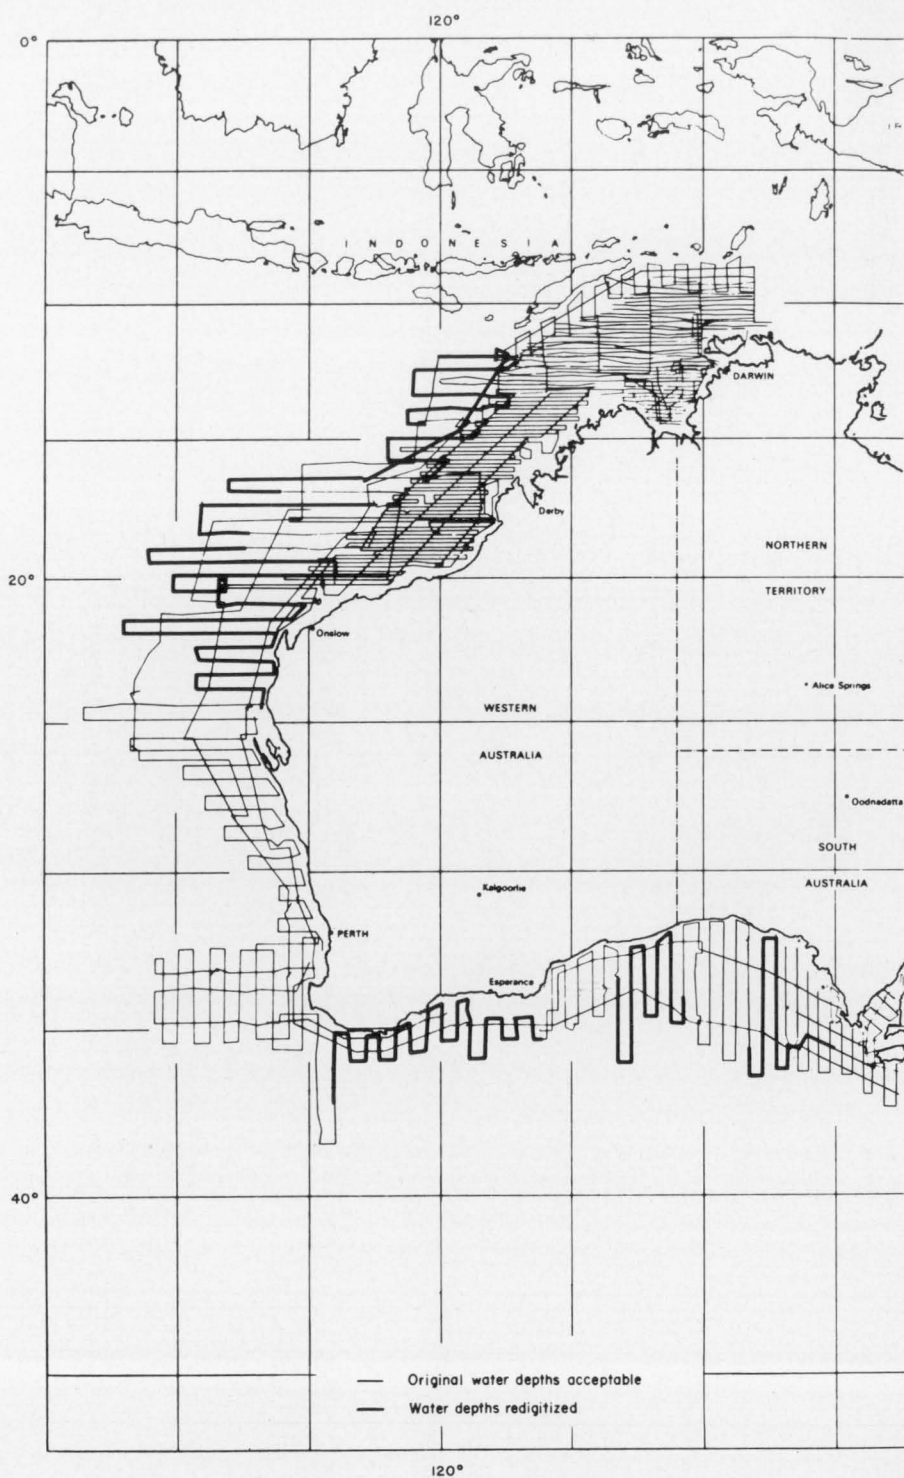 120°
0°
INDONESIA
DARWIN
Derby
NORTHERN
20°
TERRITORY
Onslow
Alice Springs
WESTERN
AUSTRALIA
Oodnadatta
SOUTH
AUSTRALIA
Kalgoorlie
PERTH
Esperance
40°
Original water depths acceptable
Water depths redigitized
120°